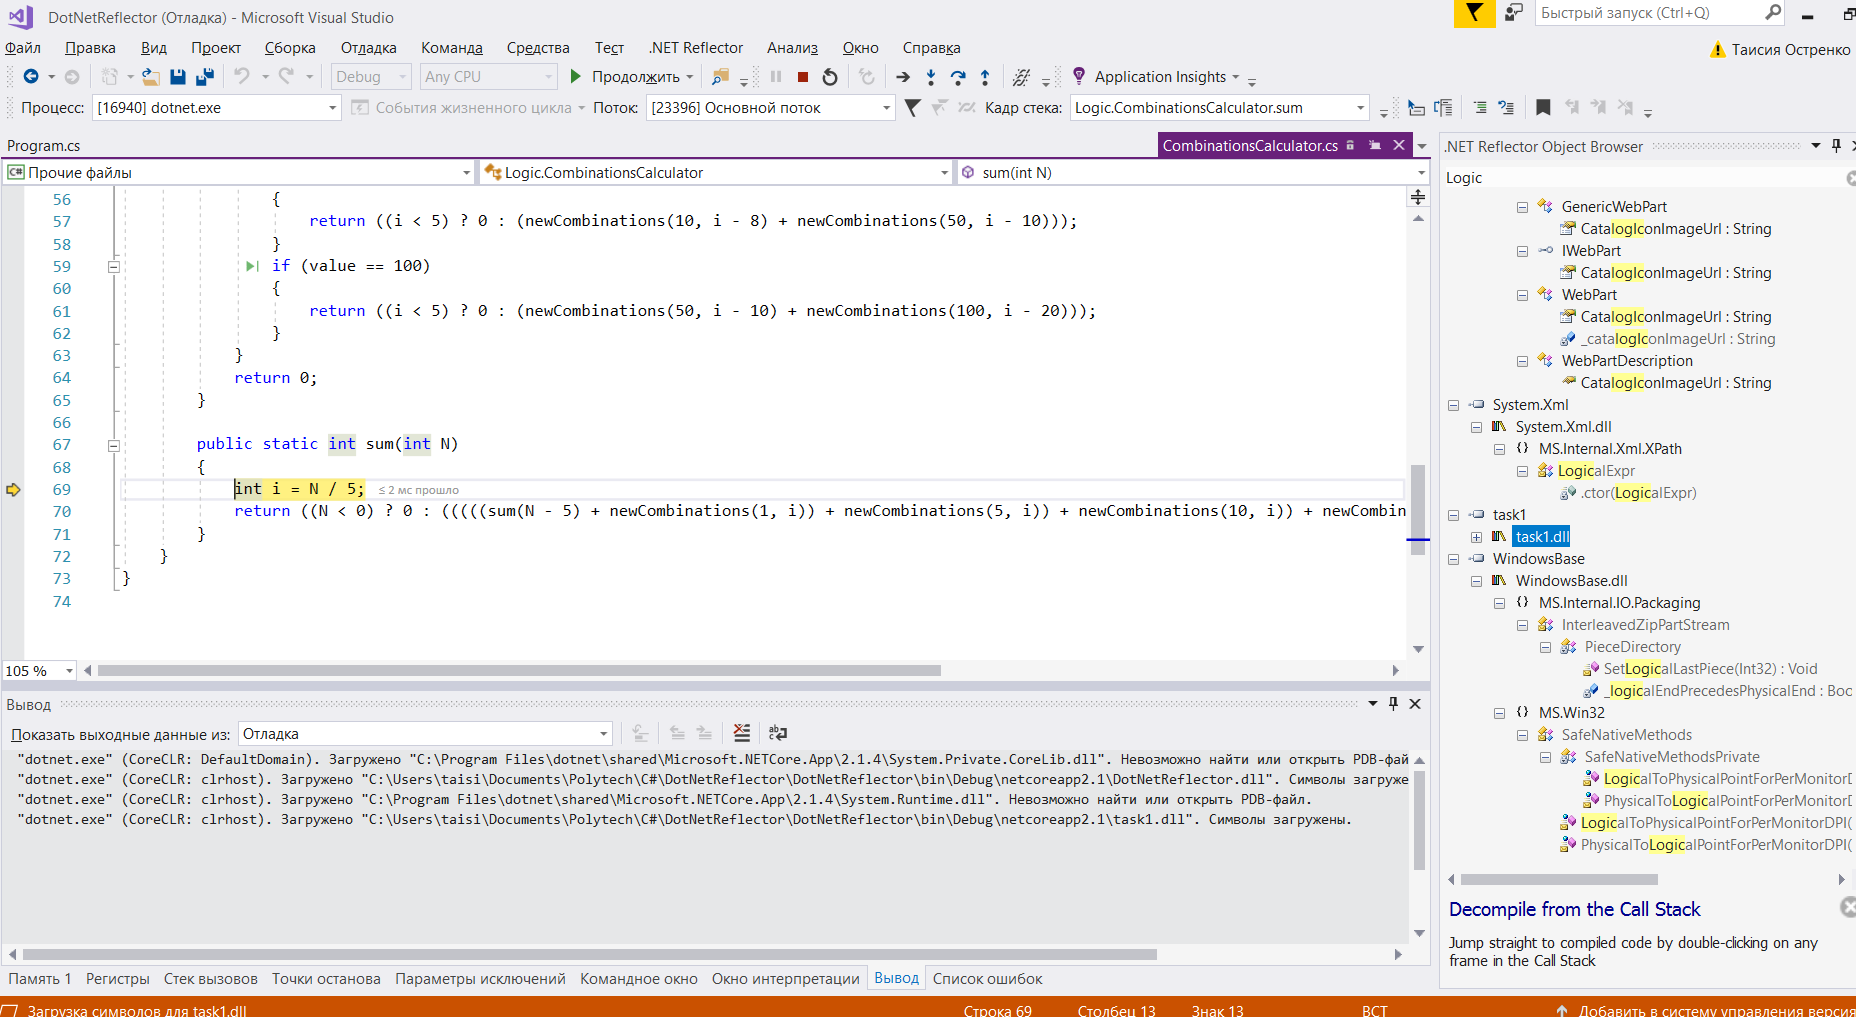 DotNetReflector (Отладка) - Microsoft Visual Studio
Быстрый запуск (Ctrl+Q)
Файл Правка Вид Проект Сборка Отладка Команда Средства Тест .NET Reflector Анализ Окно Справка
Таисия Остренко
Debug Any CPU Продолжить Application Insights
Процесс: [16940] dotnet.exe События жизненного цикла Поток: [23396] Основной поток Кадр стека: Logic.CombinationsCalculator.sum
Program.cs CombinationsCalculator.cs
C# Прочие файлы Logic.CombinationsCalculator sum(int N)
56 {
57 return ((i < 5) ? 0 : (newCombinations(10, i - 8) + newCombinations(50, i - 10)));
58 }
59 if (value == 100)
60 {
61 return ((i < 5) ? 0 : (newCombinations(50, i - 10) + newCombinations(100, i - 20)));
62 }
63 }
64 return 0;
65 }
66
67 public static int sum(int N)
68 {
69 int i = N / 5; ≤ 2 мс прошло
70 return ((N < 0) ? 0 : (((((sum(N - 5) + newCombinations(1, i)) + newCombinations(5, i)) + newCombinations(10, i)) + newCombin
71 }
72 }
73 }
74
105 %
Вывод
Показать выходные данные из: Отладка
"dotnet.exe" (CoreCLR: DefaultDomain). Загружено "C:\Program Files\dotnet\shared\Microsoft.NETCore.App\2.1.4\System.Private.CoreLib.dll". Невозможно найти или открыть PDB-фай
"dotnet.exe" (CoreCLR: clrhost). Загружено "C:\Users\taisi\Documents\Polytech\C#\DotNetReflector\DotNetReflector\bin\Debug\netcoreapp2.1\DotNetReflector.dll". Символы загруже
"dotnet.exe" (CoreCLR: clrhost). Загружено "C:\Program Files\dotnet\shared\Microsoft.NETCore.App\2.1.4\System.Runtime.dll". Невозможно найти или открыть PDB-файл.
"dotnet.exe" (CoreCLR: clrhost). Загружено "C:\Users\taisi\Documents\Polytech\C#\DotNetReflector\DotNetReflector\bin\Debug\netcoreapp2.1\task1.dll". Символы загружены.
Память 1 Регистры Стек вызовов Точки останова Параметры исключений Командное окно Окно интерпретации Вывод Список ошибок
.NET Reflector Object Browser
Logic
GenericWebPart
CatalogIconImageUrl : String
IWebPart
CatalogIconImageUrl : String
WebPart
CatalogIconImageUrl : String
_catalogIconImageUrl : String
WebPartDescription
CatalogIconImageUrl : String
System.Xml
System.Xml.dll
MS.Internal.Xml.XPath
LogicalExpr
.ctor(LogicalExpr)
task1
task1.dll
WindowsBase
WindowsBase.dll
MS.Internal.IO.Packaging
InterleavedZipPartStream
PieceDirectory
SetLogicalLastPiece(Int32) : Void
_logicalEndPrecedesPhysicalEnd : Boc
MS.Win32
SafeNativeMethods
SafeNativeMethodsPrivate
LogicalToPhysicalPointForPerMonitorD
PhysicalToLogicalPointForPerMonitorD
LogicalToPhysicalPointForPerMonitorDPI(
PhysicalToLogicalPointForPerMonitorDPI(
Decompile from the Call Stack
Jump straight to compiled code by double-clicking on any
frame in the Call Stack
Загрузка символов для task1.dll Строка 69 Столбец 13 Знак 13 ВСТ Добавить в систему управления версия